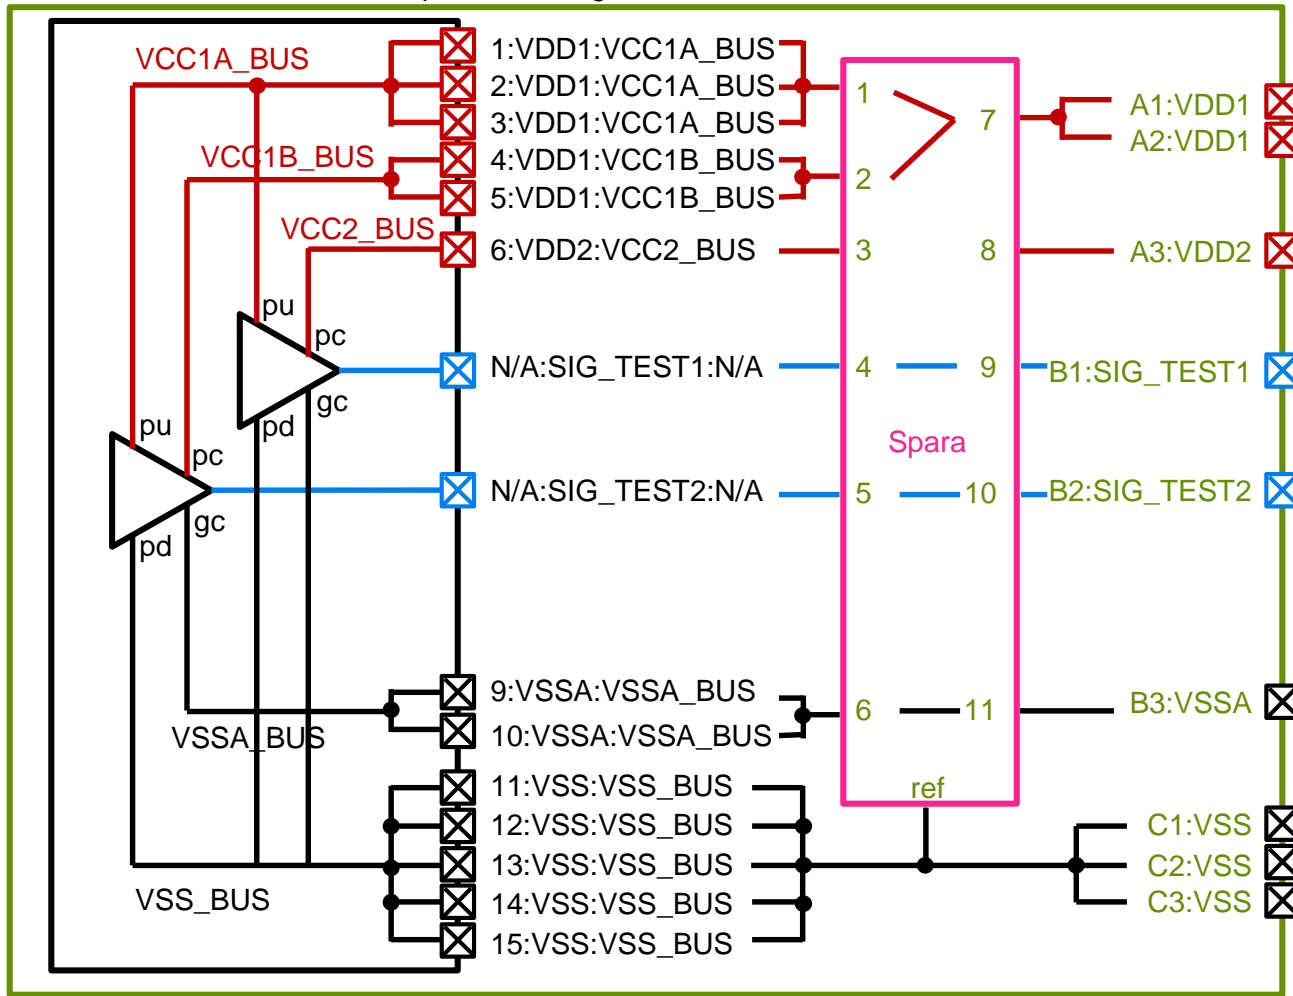 VCC1A_BUS
1:VDD1:VCC1A_BUS
2:VDD1:VCC1A_BUS
3:VDD1:VCC1A_BUS
VCC1B_BUS
4:VDD1:VCC1B_BUS
5:VDD1:VCC1B_BUS
VCC2_BUS
6:VDD2:VCC2_BUS
1
2
3
7
8
A1:VDD1
A2:VDD1
A3:VDD2
pu
pc
gc
pd
N/A:SIG_TEST1:N/A
4
9
B1:SIG_TEST1
Spara
pu
pc
gc
pd
N/A:SIG_TEST2:N/A
5
10
B2:SIG_TEST2
9:VSSA:VSSA_BUS
10:VSSA:VSSA_BUS
VSSA_BUS
6
11
B3:VSSA
ref
11:VSS:VSS_BUS
12:VSS:VSS_BUS
13:VSS:VSS_BUS
14:VSS:VSS_BUS
15:VSS:VSS_BUS
VSS_BUS
C1:VSS
C2:VSS
C3:VSS